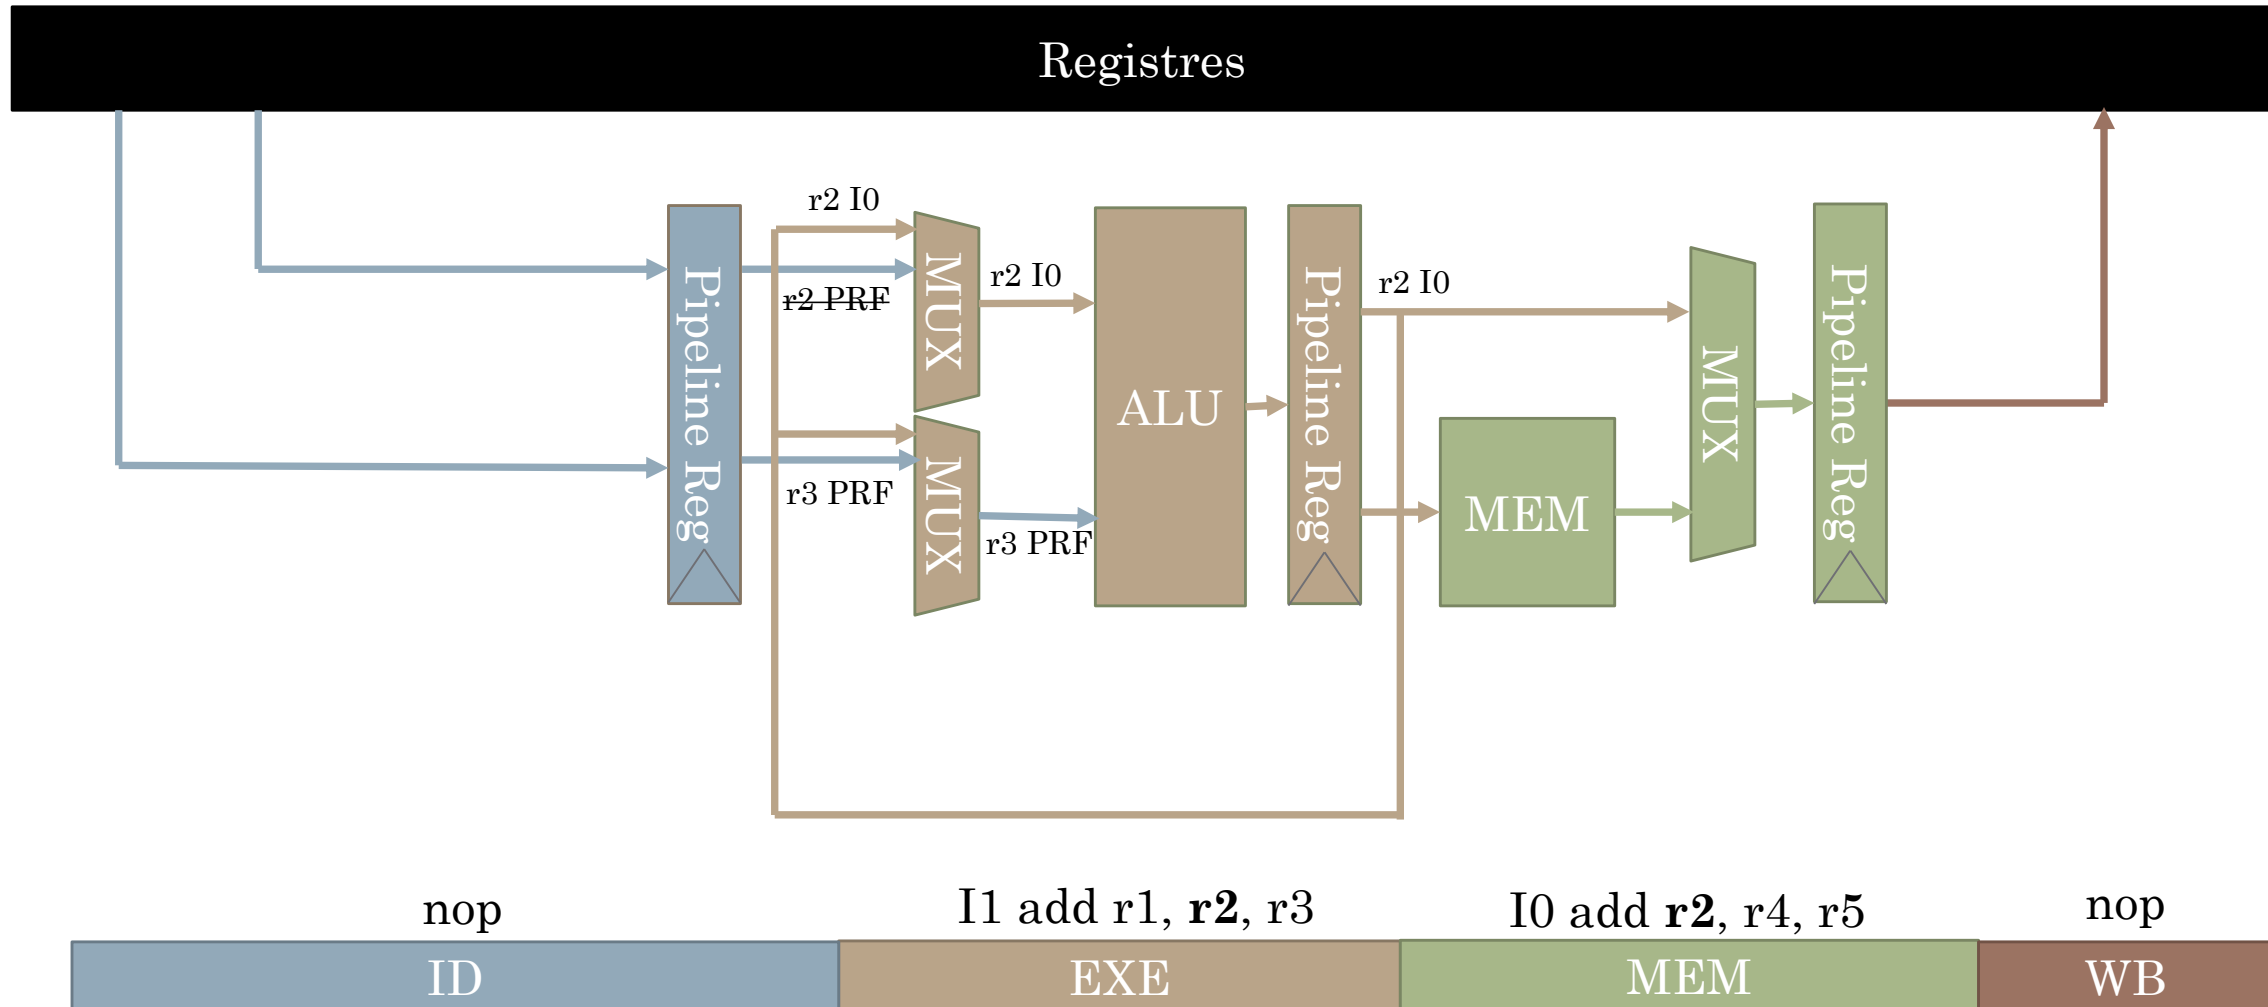 Registres
r2 I0
r2 PRF
r3 PRF
Pipeline Reg
MUX
MUX
r2 I0
r3 PRF
ALU
Pipeline Reg
r2 I0
MEM
MUX
Pipeline Reg
nop
I1 add r1, r2, r3
I0 add r2, r4, r5
nop
ID
EXE
MEM
WB